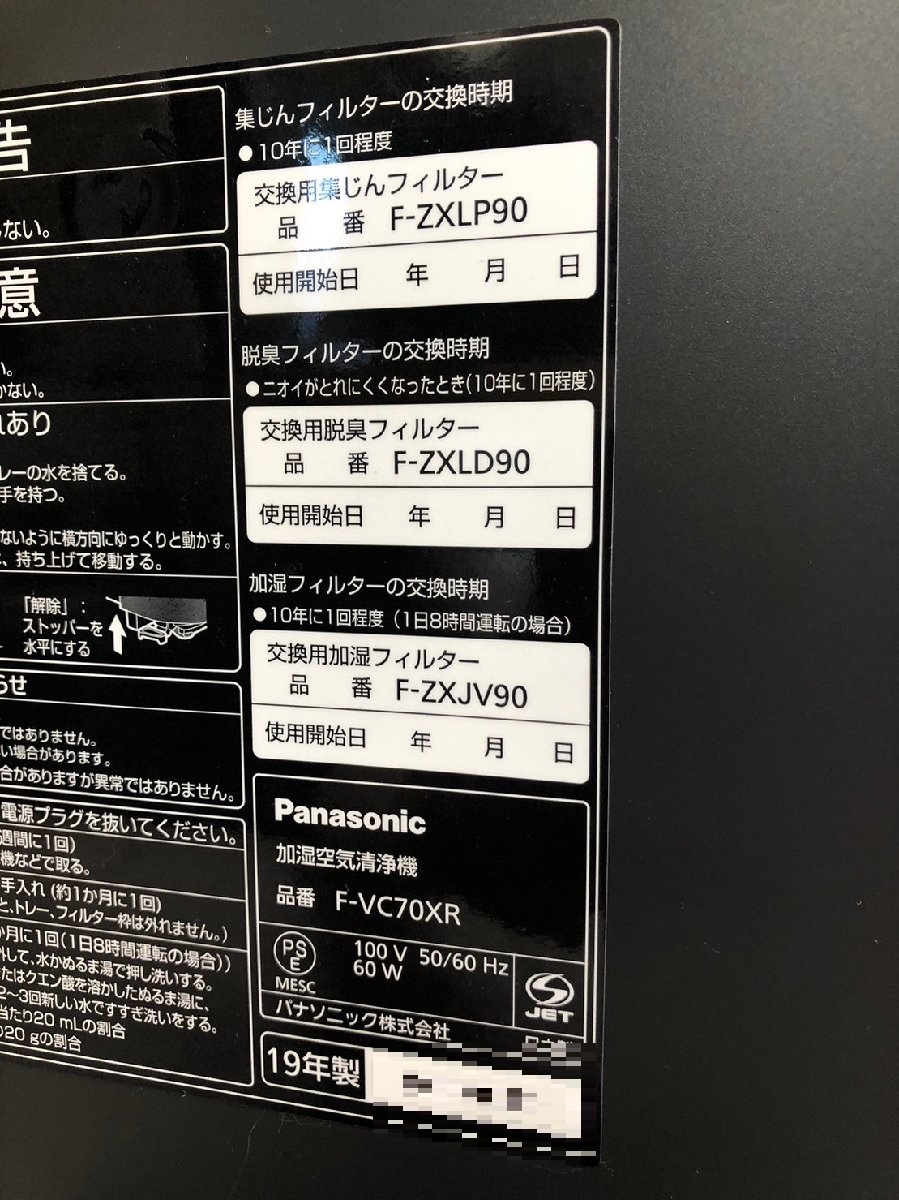 告
しない。
意
い。
かない。
れあり
レーの水を捨てる。
手を持つ。
ないように横方向にゆっくりと動かす。
、持ち上げて移動する。
「解除」:
ストッパーを
水平にする
らせ
ではありません。
い場合があります。
合がありますが異常ではありません。
電源プラグを抜いてください。
週間に1回)
機などで取る。
手入れ (約1か月に1回)
と、トレー、フィルター枠は外れません。)
か月に1回(1日8時間運転の場合))
外して、水かぬるま湯で押し洗いする。
たはクエン酸を溶かしたぬるま湯に、
2〜3回新しい水ですすぎ洗いをする。
当たり20 mLの割合
り20 gの割合
集じんフィルターの交換時期
●10年に1回程度
交換用集じんフィルター
品番 F-ZXLP90
使用開始日 年 月 日
脱臭フィルターの交換時期
●ニオイがとれにくくなったとき(10年に1回程度)
交換用脱臭フィルター
品番 F-ZXLD90
使用開始日 年 月 日
加湿フィルターの交換時期
●10年に1回程度 (1日8時間運転の場合)
交換用加湿フィルター
品番 F-ZXJV90
使用開始日 年 月 日
Panasonic
加湿空気清浄機
品番 F-VC70XR
PS
E
MESC
100 V 50/60 Hz
60 W
JET
パナソニック株式会社
19年製